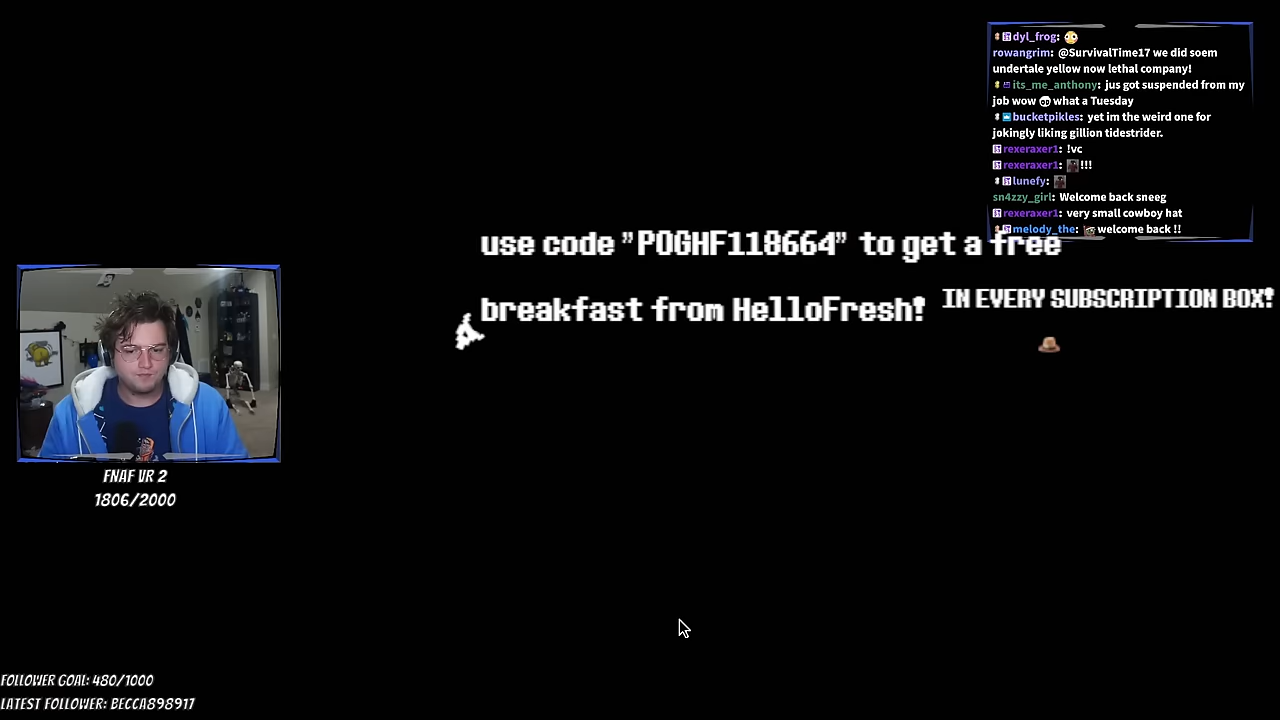 dyl_frog:
rowangrim: @SurvivalTime17 we did soem
undertale yellow now lethal company!
its_me_anthony: jus got suspended from my
job wow what a Tuesday
bucketpikles: yet im the weird one for
jokingly liking gillion tidestrider.
rexeraxer1: !vc
rexeraxer1: !!!
lunefy:
sn4zzy_girl: Welcome back sneeg
rexeraxer1: very small cowboy hat
melody_the: welcome back !!
use code "POGHF118664" to get a free
breakfast from HelloFresh!
IN EVERY SUBSCRIPTION BOX!
FNAF VR 2
1806/2000
FOLLOWER GOAL: 480/1000
LATEST FOLLOWER: BECCA898917